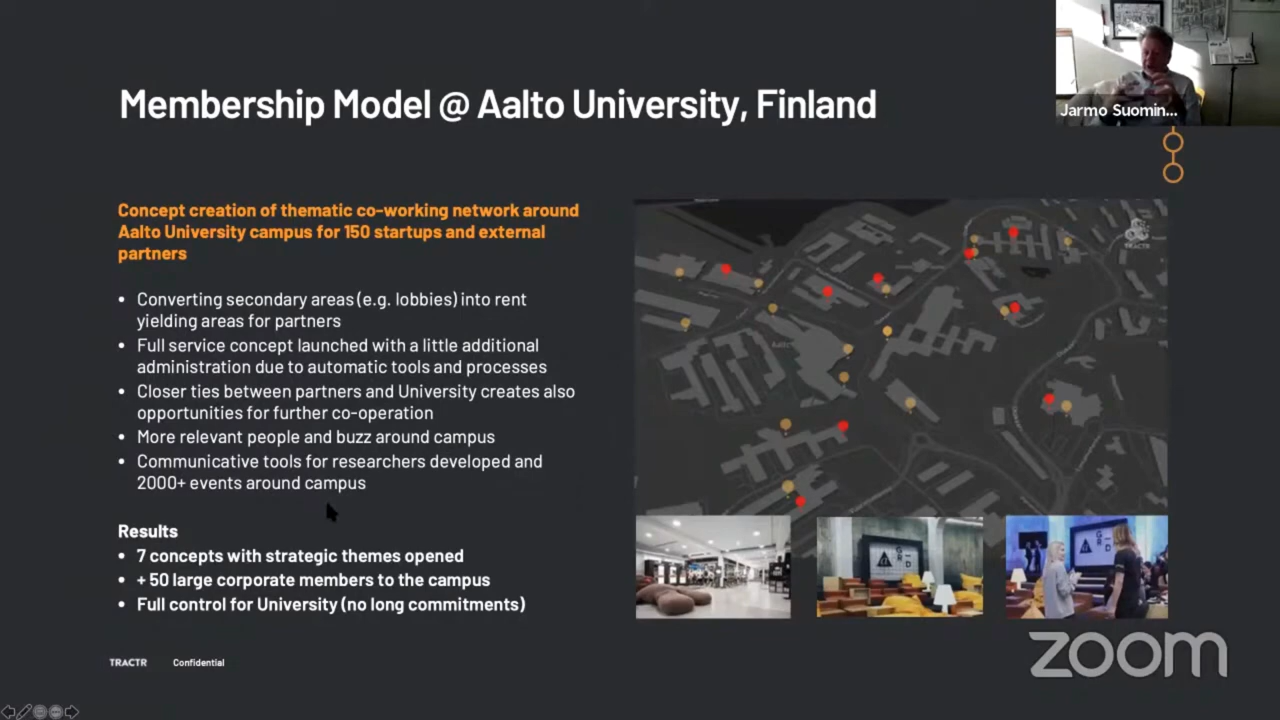 Membership Model @ Aalto University, Finland
Jarmo Suomin...
Concept creation of thematic co-working network around
Aalto University campus for 150 startups and external
partners
• Converting secondary areas (e.g. lobbies) into rent
yielding areas for partners
• Full service concept launched with a little additional
administration due to automatic tools and processes
• Closer ties between partners and University creates also
opportunities for further co-operation
• More relevant people and buzz around campus
• Communicative tools for researchers developed and
2000+ events around campus
Results
• 7 concepts with strategic themes opened
• + 50 large corporate members to the campus
• Full control for University (no long commitments)
TRACTR
A GR
ID
TRACTR Confidential
zoom